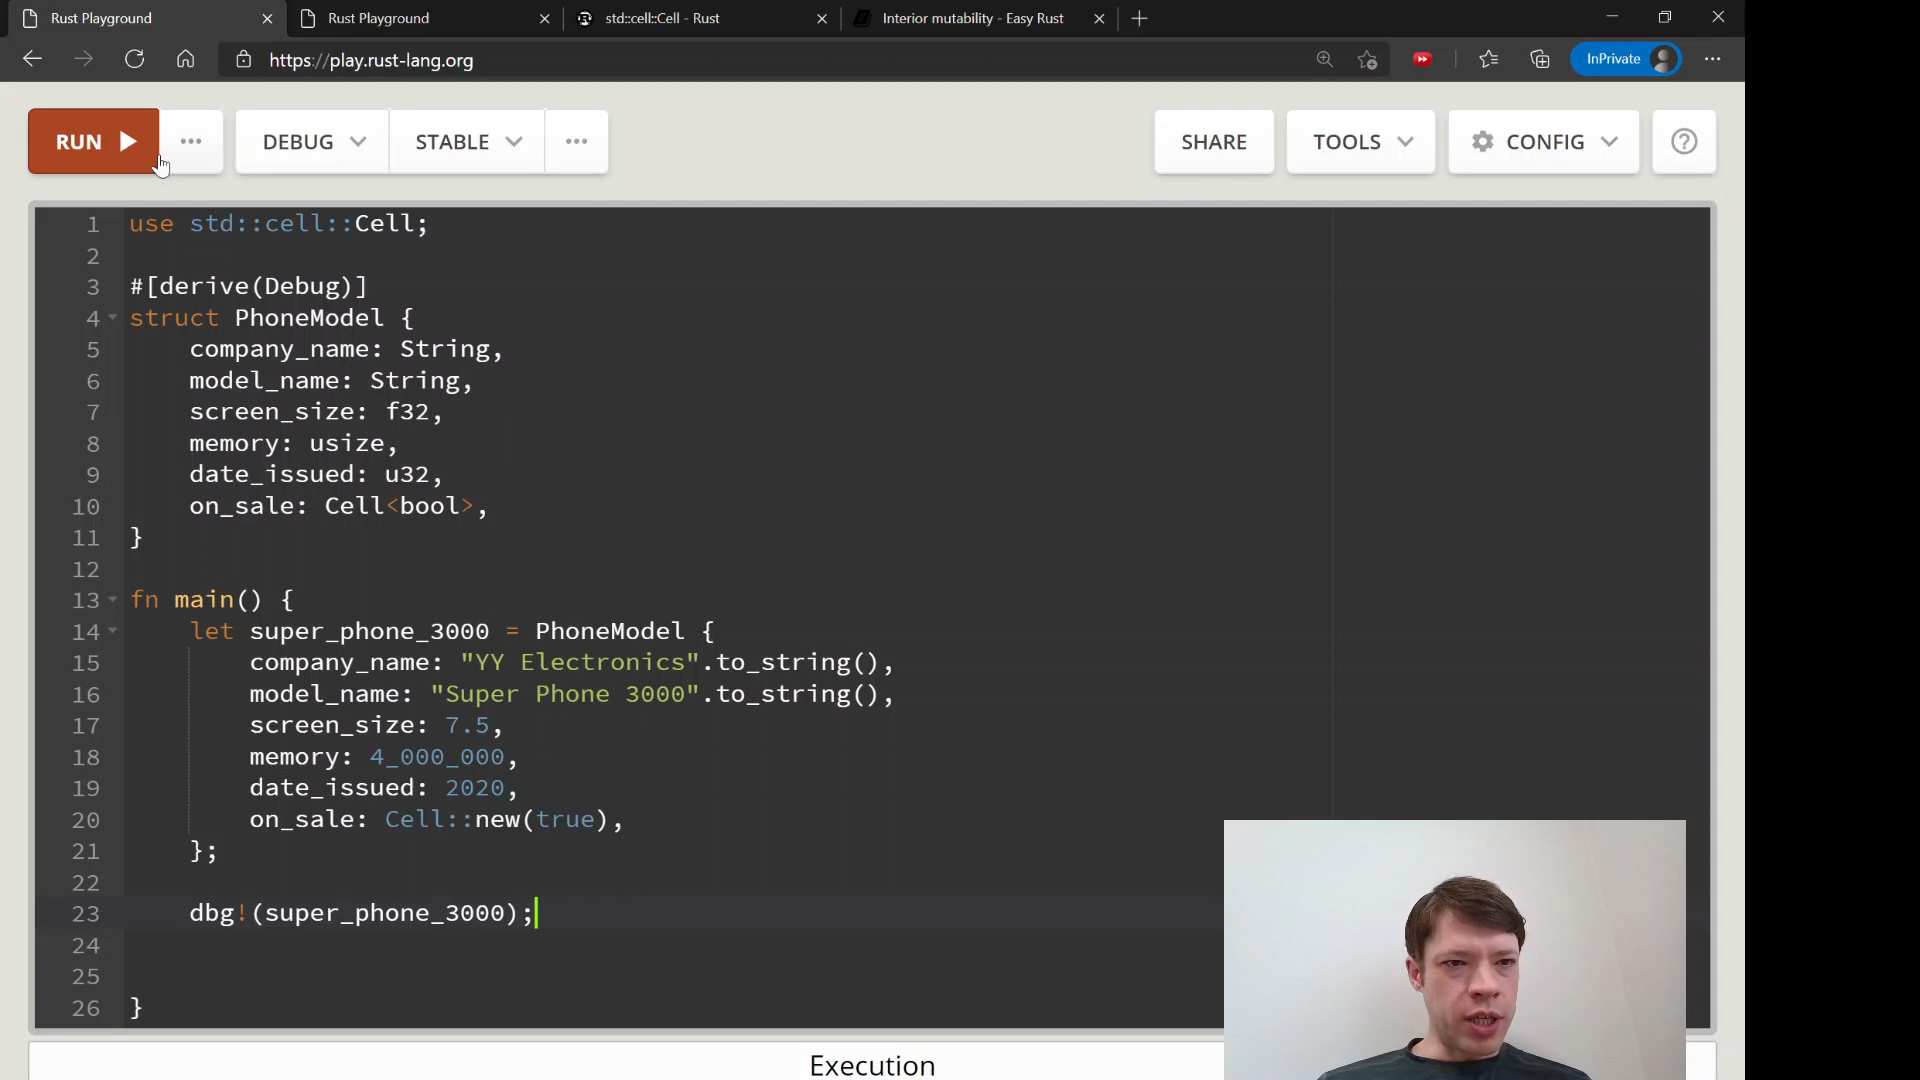 Rust Playground
Rust Playground
std::cell::Cell - Rust
Interior mutability - Easy Rust
https://play.rust-lang.org
InPrivate
RUN
DEBUG
STABLE
SHARE
TOOLS
CONFIG
1 use std::cell::Cell;
2
3 #[derive(Debug)]
4 struct PhoneModel {
5     company_name: String,
6     model_name: String,
7     screen_size: f32,
8     memory: usize,
9     date_issued: u32,
10     on_sale: Cell<bool>,
11 }
12
13 fn main() {
14     let super_phone_3000 = PhoneModel {
15         company_name: "YY Electronics".to_string(),
16         model_name: "Super Phone 3000".to_string(),
17         screen_size: 7.5,
18         memory: 4_000_000,
19         date_issued: 2020,
20         on_sale: Cell::new(true),
21     };
22
23     dbg!(super_phone_3000);
24
25
26 }
Execution